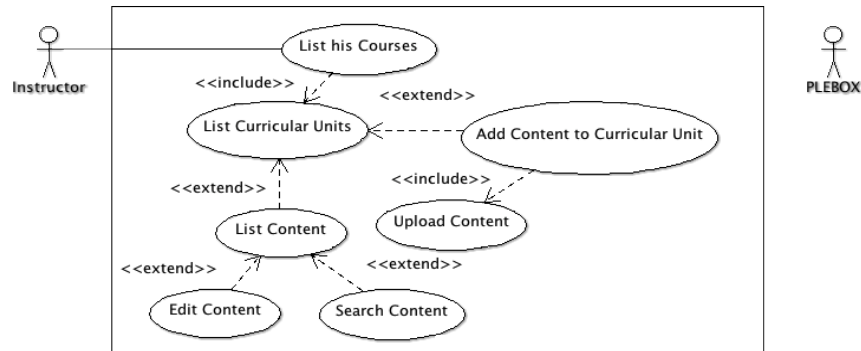 List his Courses
Instructor
PLEBOX
<<include>>
<<extend>>
List Curricular Units
Add Content to Curricular Unit
<<extend>>
<<include>>
List Content
Upload Content
<<extend>>
<<extend>>
Edit Content
Search Content